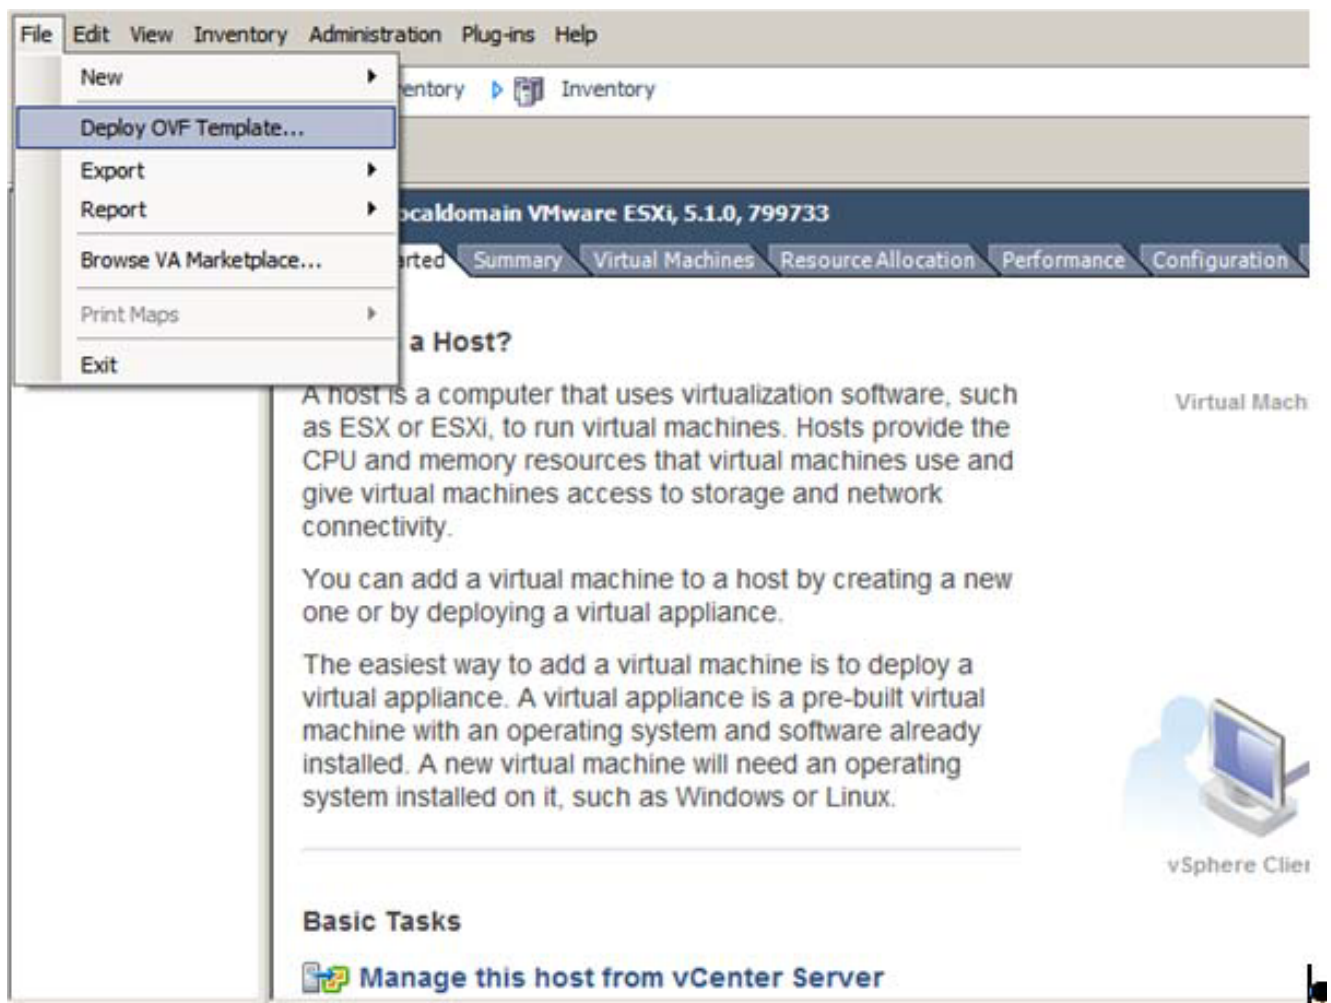 File Edit View Inventory Administration Plug-ins Help
New
entory Inventory
Deploy OVF Template...
Export
Report
ocaldomain VMware ESXi, 5.1.0, 799733
Browse VA Marketplace...
arted Summary Virtual Machines Resource Allocation Performance Configuration
Print Maps
a Host?
Exit
A host is a computer that uses virtualization software, such
as ESX or ESXi, to run virtual machines. Hosts provide the
CPU and memory resources that virtual machines use and
give virtual machines access to storage and network
connectivity.
Virtual Mach
You can add a virtual machine to a host by creating a new
one or by deploying a virtual appliance.
The easiest way to add a virtual machine is to deploy a
virtual appliance. A virtual appliance is a pre-built virtual
machine with an operating system and software already
installed. A new virtual machine will need an operating
system installed on it, such as Windows or Linux.
vSphere Clier
Basic Tasks
Manage this host from vCenter Server